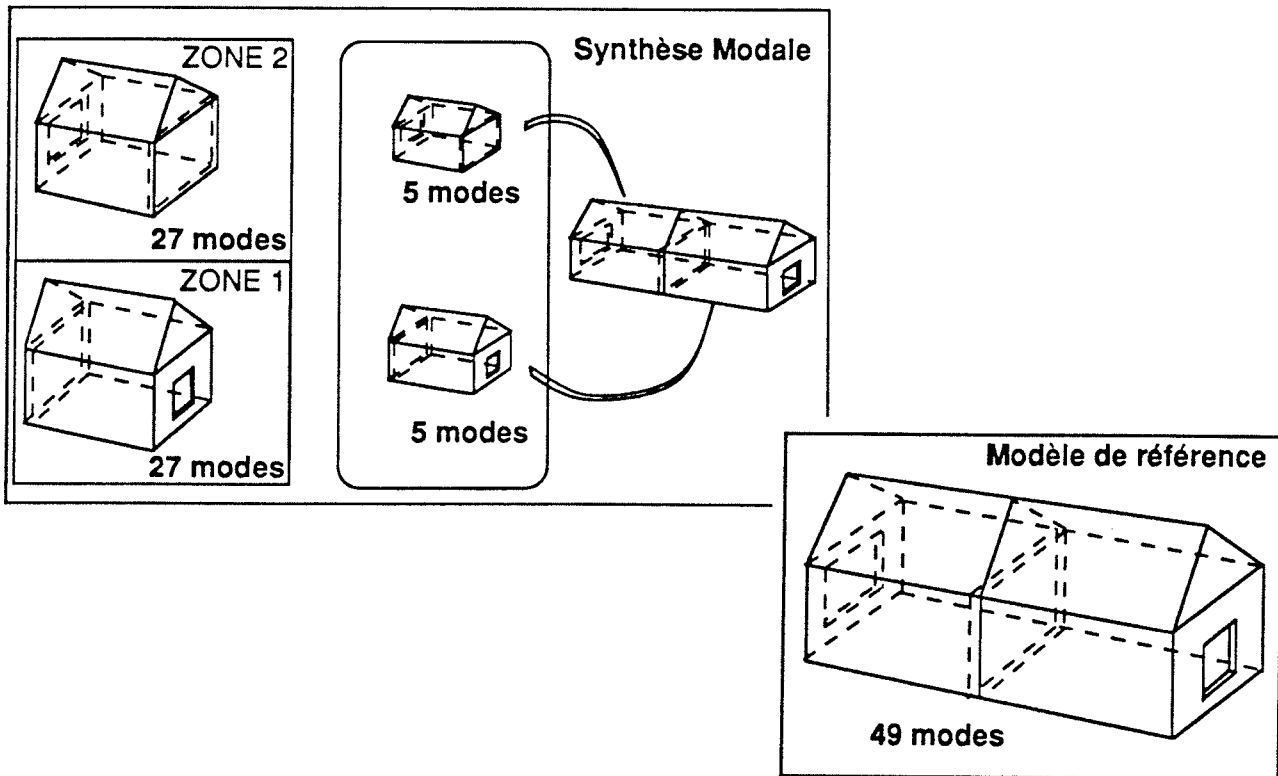 ZONE 2
27 modes
ZONE 1
27 modes
Synthèse Modale
5 modes
5 modes
Modèle de référence
49 modes